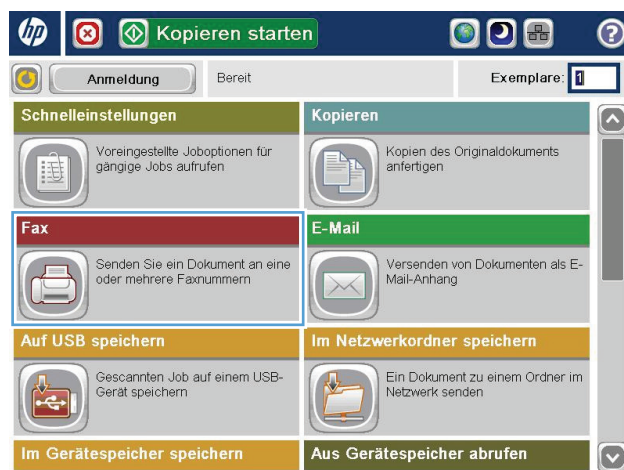 hp
Kopieren starten
?
Anmeldung
Bereit
Exemplare: 1
Schnelleinstellungen
Voreingestellte Joboptionen für
gängige Jobs aufrufen
Kopieren
Kopien des Originaldokuments
anfertigen
Fax
Senden Sie ein Dokument an eine
oder mehrere Faxnummern
E-Mail
Versenden von Dokumenten als E-
Mail-Anhang
Auf USB speichern
Gescannten Job auf einem USB-
Gerät speichern
Im Netzwerkordner speichern
Ein Dokument zu einem Ordner im
Netzwerk senden
Im Gerätespeicher speichern
Aus Gerätespeicher abrufen